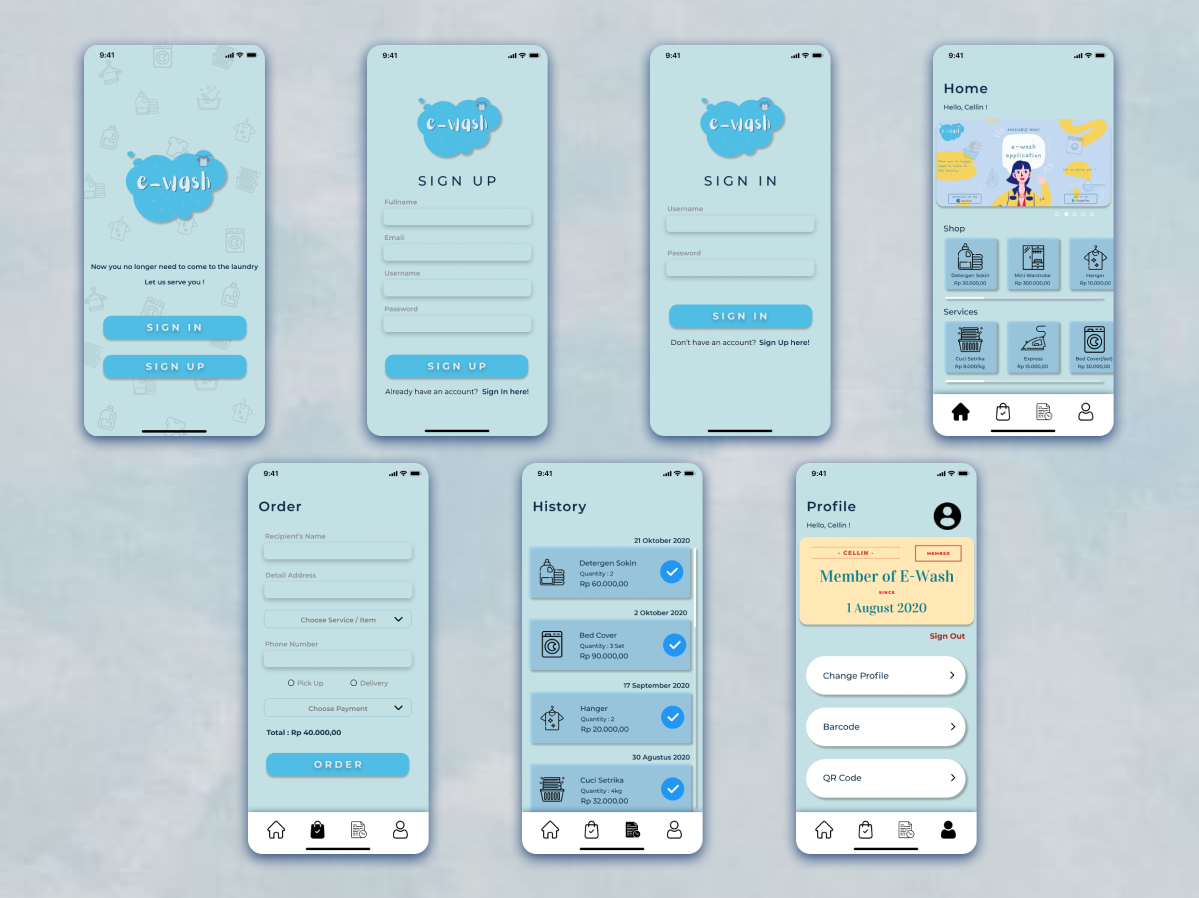 9:41
e-wash
Now you no longer need to come to the laundry
Let us serve you !
SIGN IN
SIGN UP
9:41
e-wash
SIGN UP
Fullname
Email
Username
Password
SIGN UP
Already have an account? Sign In here!
9:41
e-wash
SIGN IN
Username
Password
SIGN IN
Don't have an account? Sign Up here!
9:41
Home
Hello, Cellin !
e-wash
AVAILABLE NOW!
e-wash
application
Shop
Detergen Sokin
Rp 30.000,00
Mini Wardrobe
Rp 300.000,00
Hanger
Rp 10.000,00
Services
Cuci Setrika
Rp 8.000/kg
Express
Rp 15.000,00
Bed Cover(/set)
Rp 30.000,00
9:41
Order
Recipient's Name
Detail Address
Choose Service / Item
Phone Number
Pick Up
Delivery
Choose Payment
Total : Rp 40.000,00
ORDER
9:41
History
21 Oktober 2020
Detergen Sokin
Quantity : 2
Rp 60.000,00
2 Oktober 2020
Bed Cover
Quantity : 3 Set
Rp 90.000,00
17 September 2020
Hanger
Quantity : 2
Rp 20.000,00
30 Agustus 2020
Cuci Setrika
Quantity : 4kg
Rp 32.000,00
9:41
Profile
Hello, Cellin !
- CELLIN -
MEMBER
Member of E-Wash
SINCE
1 August 2020
Sign Out
Change Profile
Barcode
QR Code